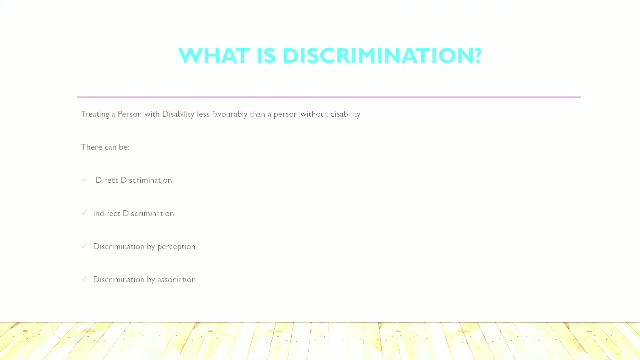 WHAT IS DISCRIMINATION?
Treating a Person with Disability less favourably than a person without disability
There can be:
✓ Direct Discrimination
✓ Indirect Discrimination
✓ Discrimination by perception
✓ Discrimination by association